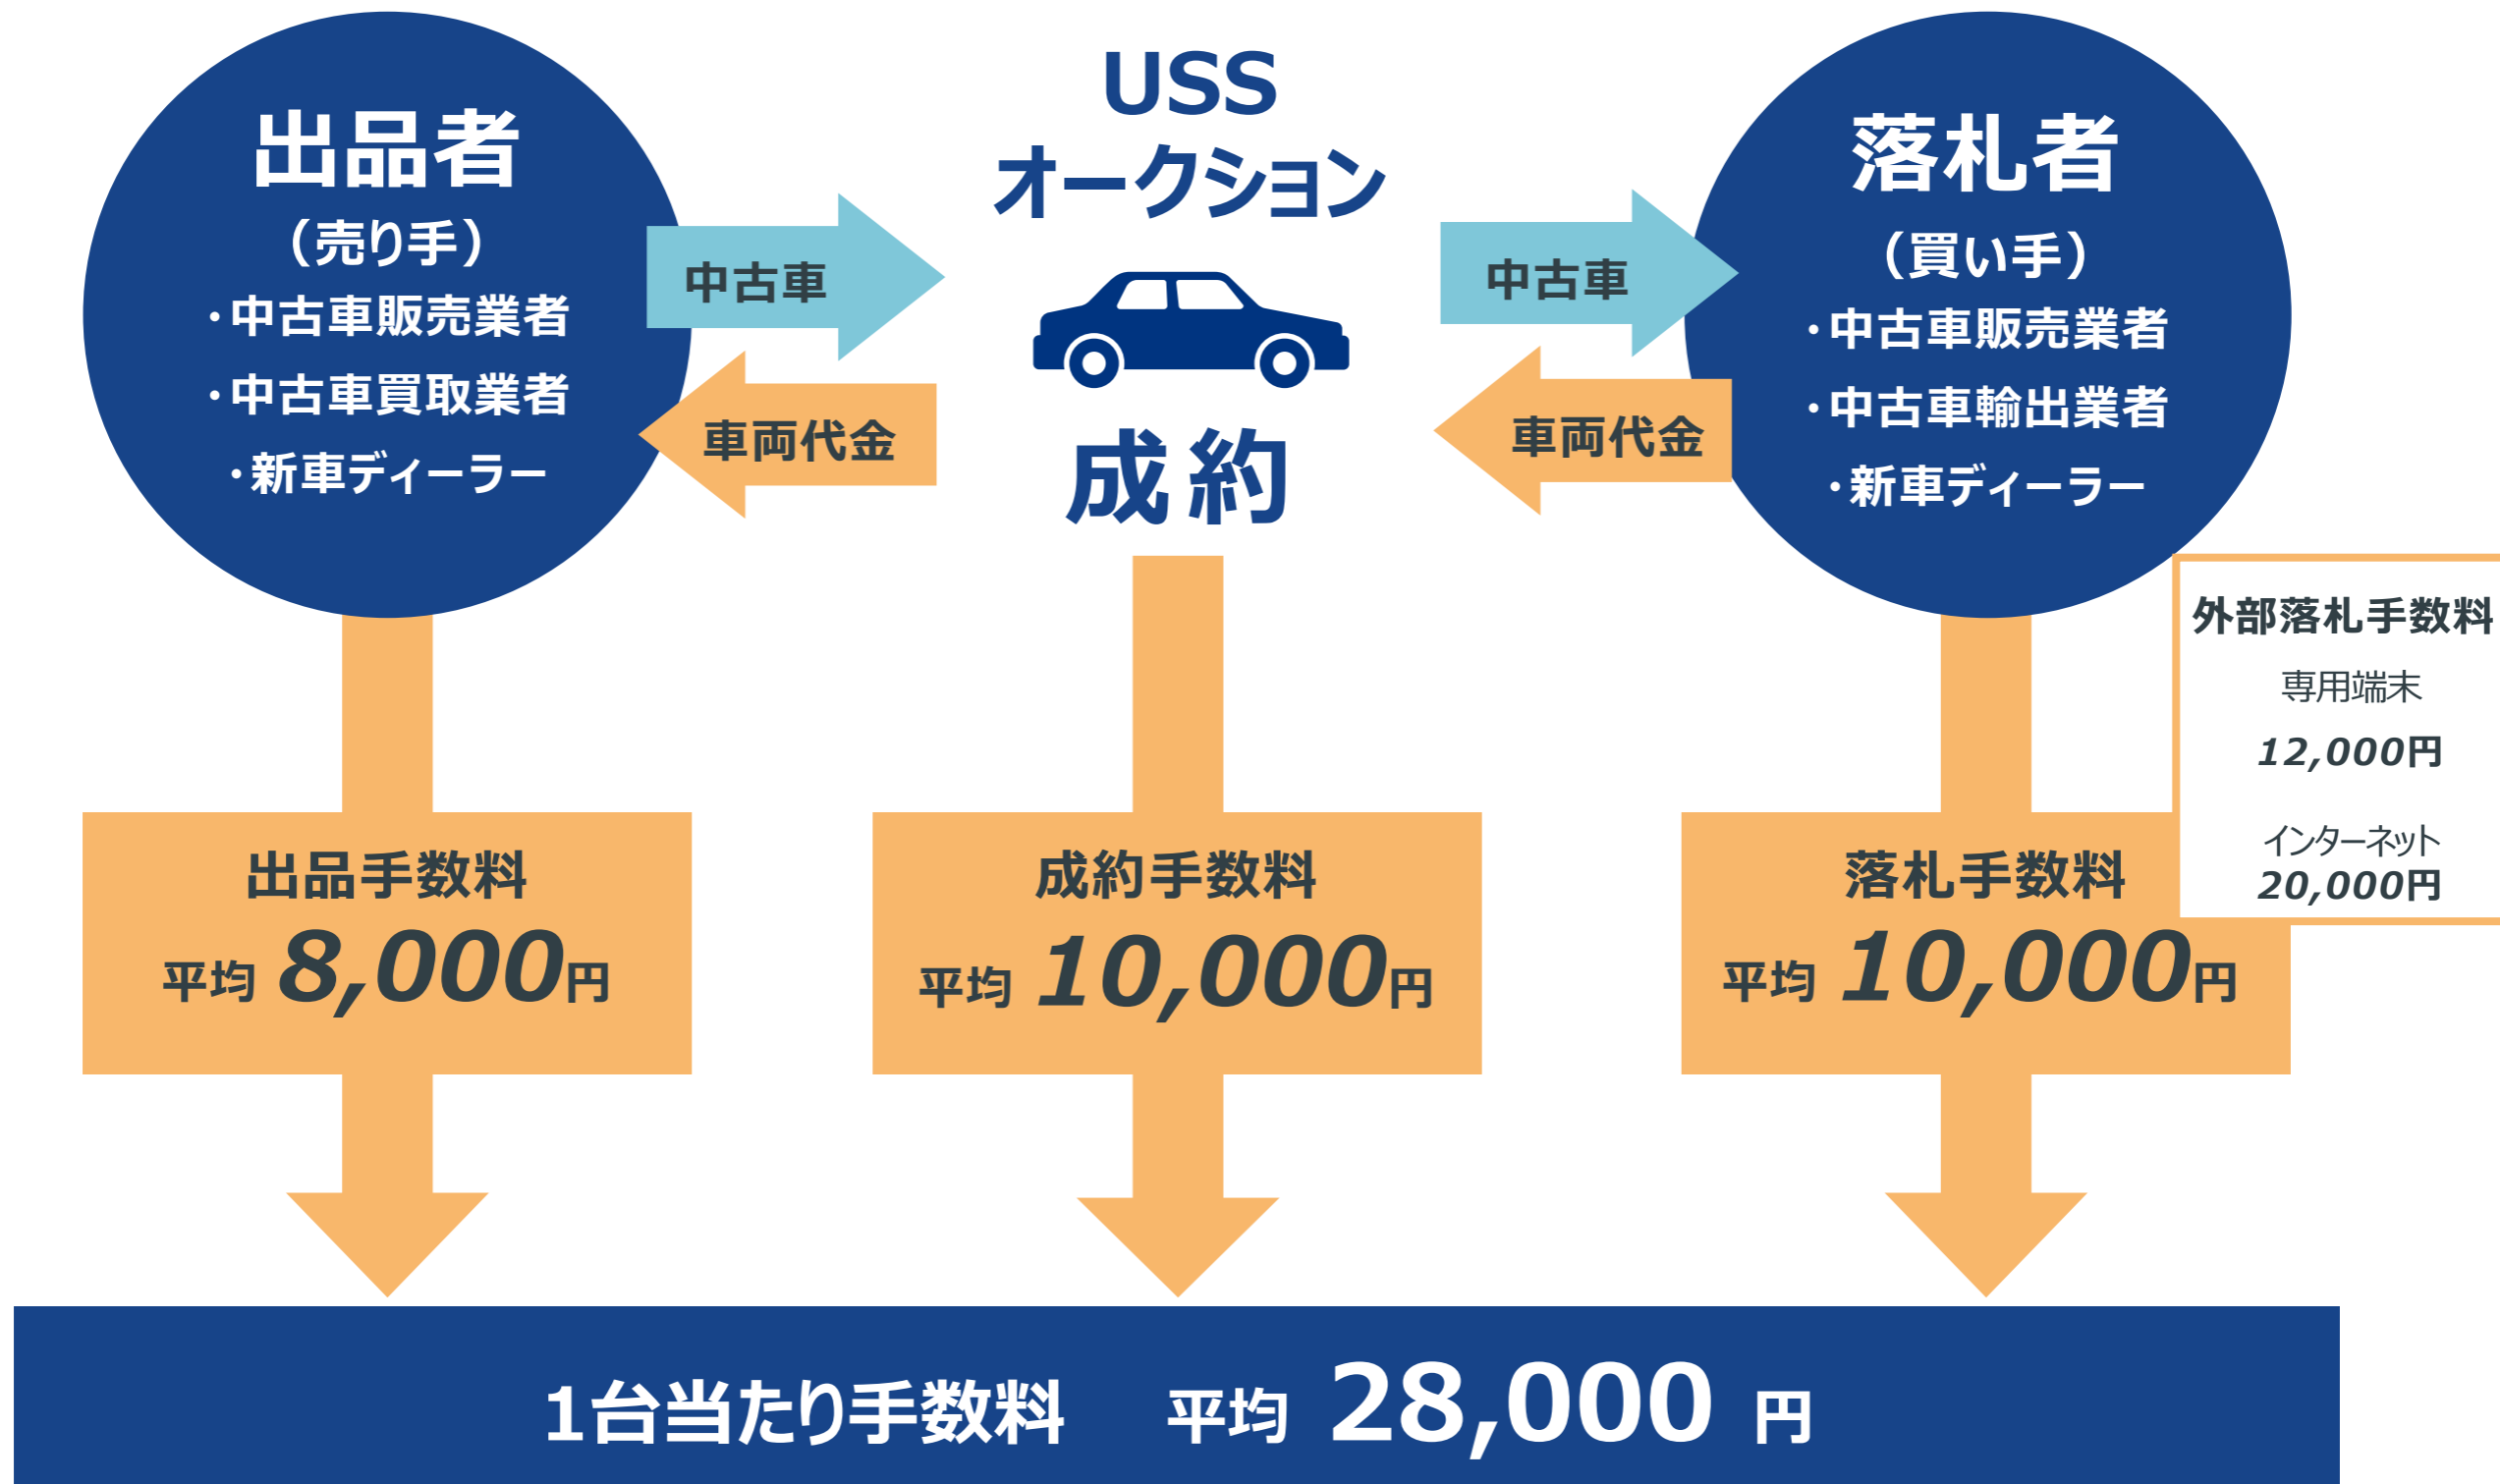 出品者
（売り手）
・中古車販売業者
・中古車買取業者
・新車ディーラー
中古車
車両代金
USS
オークション
成約
中古車
車両代金
落札者
（買い手）
・中古車販売業者
・中古車輸出業者
・新車ディーラー
外部落札手数料
専用端末
12,000円
インターネット
20,000円
出品手数料
平均 8,000円
成約手数料
平均 10,000円
落札手数料
平均 10,000円
1台当たり手数料 平均 28,000 円